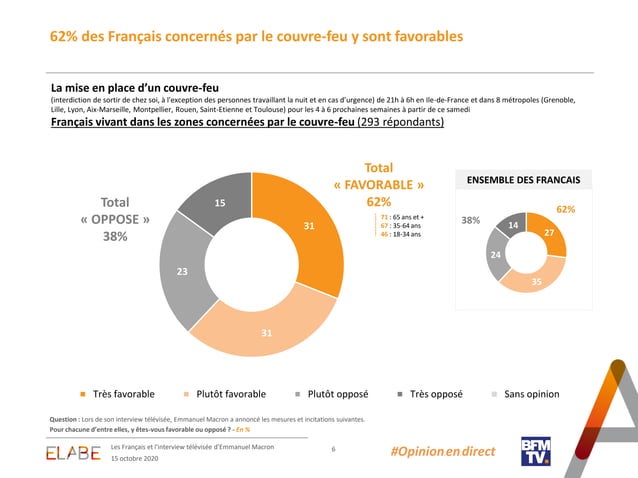 62% des Français concernés par le couvre-feu y sont favorables
La mise en place d'un couvre-feu
(interdiction de sortir de chez soi, à l'exception des personnes travaillant la nuit et en cas d'urgence) de 21h à 6h en Ile-de-France et dans 8 métropoles (Grenoble,
Lille, Lyon, Aix-Marseille, Montpellier, Rouen, Saint-Etienne et Toulouse) pour les 4 à 6 prochaines semaines à partir de ce samedi
Français vivant dans les zones concernées par le couvre-feu (293 répondants)
Total
« FAVORABLE »
62%
71 : 65 ans et +
67 : 35-64 ans
46 : 18-34 ans
Total
« OPPOSE »
38%
15
31
23
31
ENSEMBLE DES FRANCAIS
62%
38%
14
27
24
35
Très favorable
Plutôt favorable
Plutôt opposé
Très opposé
Sans opinion
Question : Lors de son interview télévisée, Emmanuel Macron a annoncé les mesures et incitations suivantes.
Pour chacune d'entre elles, y êtes-vous favorable ou opposé ? - En %
ELABE
Les Français et l'interview télévisée d'Emmanuel Macron
15 octobre 2020
6
#Opinion en direct
BFM
TV.